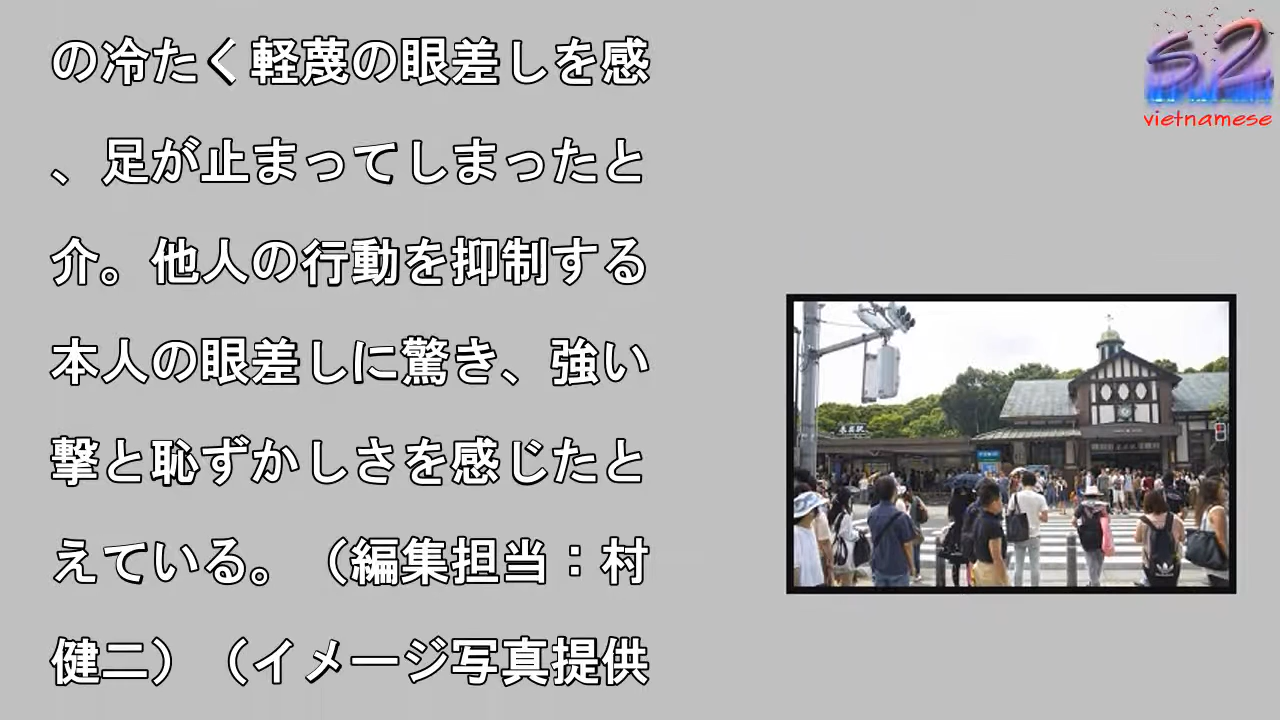 の冷たく軽蔑の眼差しを感
、足が止まってしまったと
介。他人の行動を抑制する
本人の眼差しに驚き、強い
撃と恥ずかしさを感じたと
えている。（編集担当：村
健二）（イメージ写真提供
s2
vietnamese